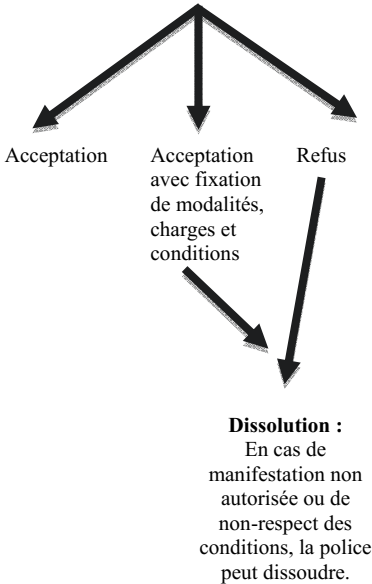 Acceptation
Acceptation
avec fixation
de modalités,
charges et
conditions
Refus
Dissolution :
En cas de
manifestation non
autorisée ou de
non-respect des
conditions, la police
peut dissoudre.